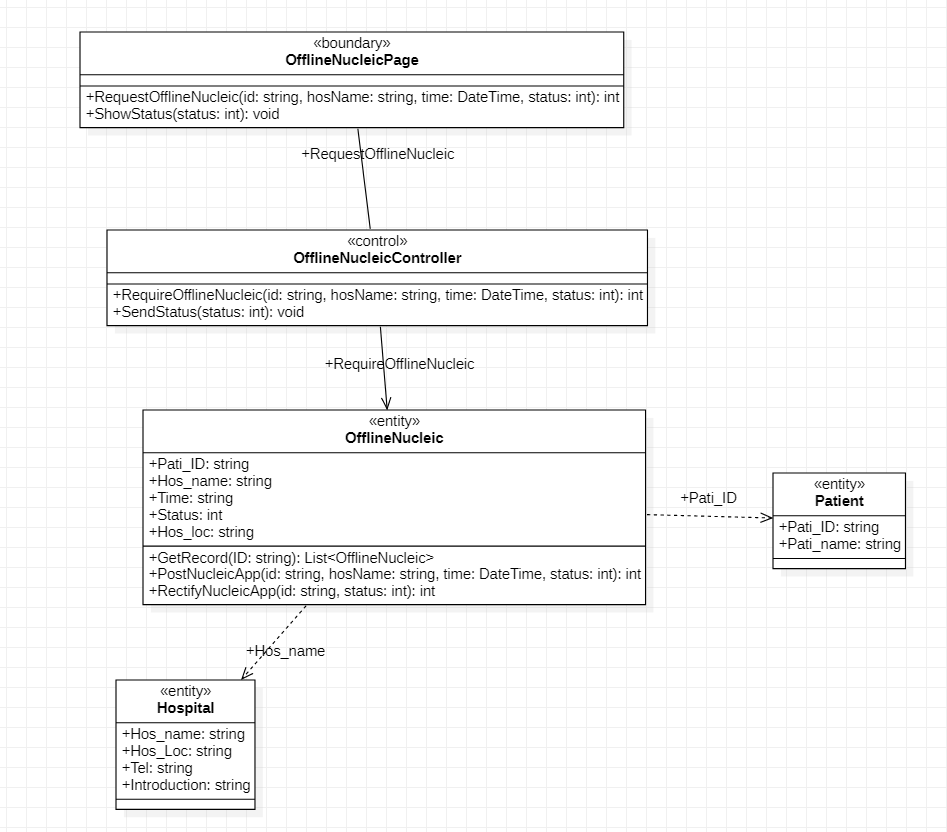 «boundary»
OfflineNucleicPage
+RequestOfflineNucleic(id: string, hosName: string, time: DateTime, status: int): int
+ShowStatus(status: int): void
+RequestOfflineNucleic
«control»
OfflineNucleicController
+RequireOfflineNucleic(id: string, hosName: string, time: DateTime, status: int): int
+SendStatus(status: int): void
+RequireOfflineNucleic
«entity»
OfflineNucleic
+Pati_ID: string
+Hos_name: string
+Time: string
+Status: int
+Hos_loc: string
+GetRecord(ID: string): List<OfflineNucleic>
+PostNucleicApp(id: string, hosName: string, time: DateTime, status: int): int
+RectifyNucleicApp(id: string, status: int): int
+Pati_ID
«entity»
Patient
+Pati_ID: string
+Pati_name: string
+Hos_name
«entity»
Hospital
+Hos_name: string
+Hos_Loc: string
+Tel: string
+Introduction: string